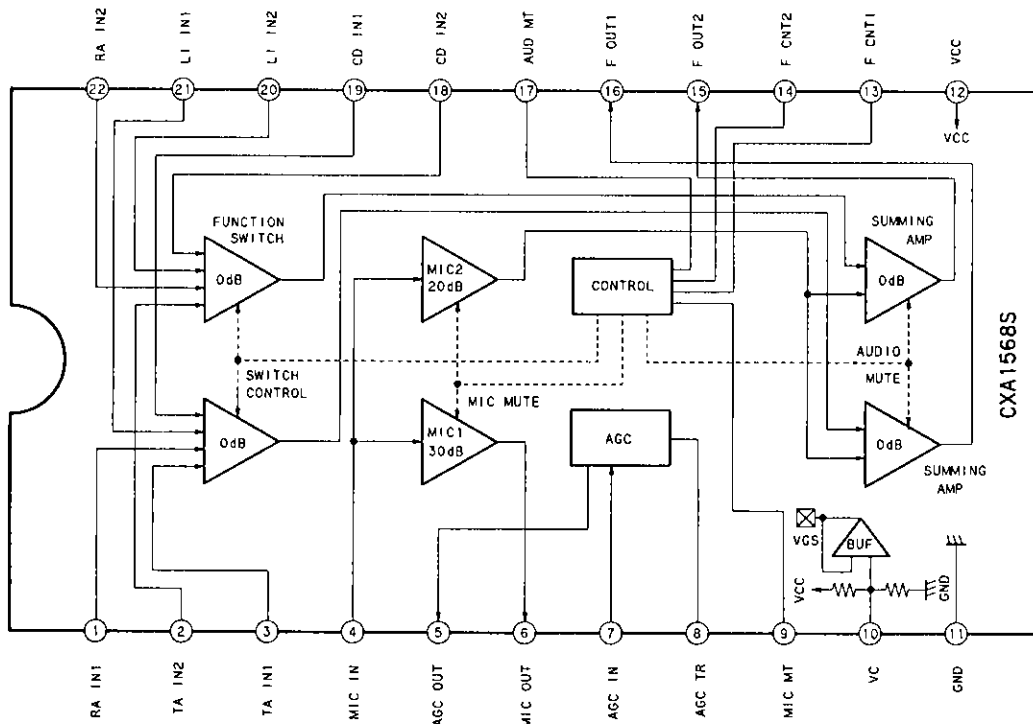 RA IN2
LI IN1
LI IN2
CD IN1
CD IN2
AUD MT
F OUT1
F OUT2
F CNT2
F CNT1
VCC
22
21
20
19
18
17
16
15
14
13
12
VCC
FUNCTION
SWITCH
0dB
MIC2
20dB
CONTROL
SUMMING
AMP
0dB
SWITCH
CONTROL
MIC MUTE
AUDIO
MUTE
0dB
MIC1
30dB
AGC
0dB
SUMMING
AMP
CXA1568S
VGS
BUF
VCC
GND
1
2
3
4
5
6
7
8
9
10
11
RA IN1
TA IN2
TA IN1
MIC IN
AGC OUT
MIC OUT
AGC IN
AGC TR
MIC MT
VC
GND